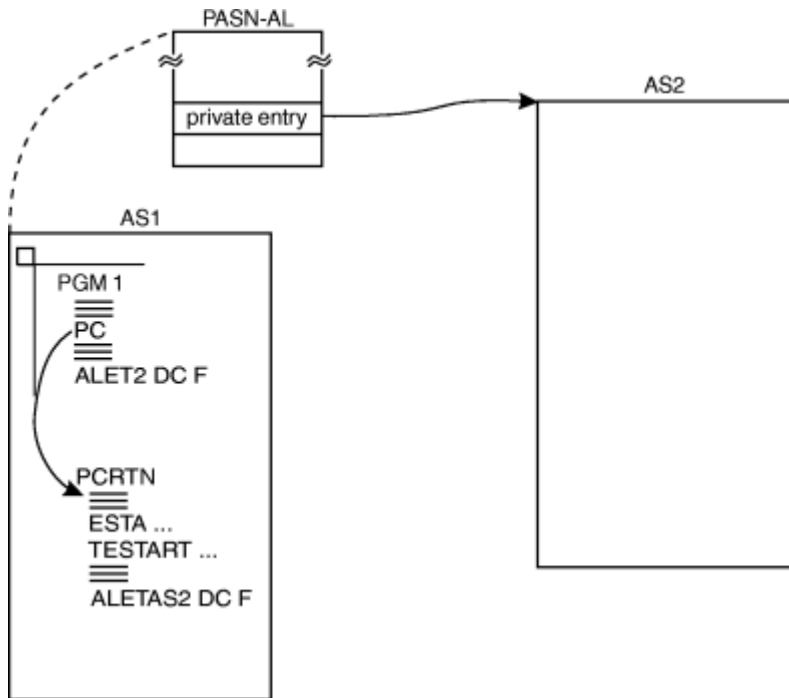 PASN-AL
private entry
AS2
AS1
PGM 1
PC
ALET2 DC F
PCRTN
ESTA ...
TESTART ...
ALETAS2 DC F